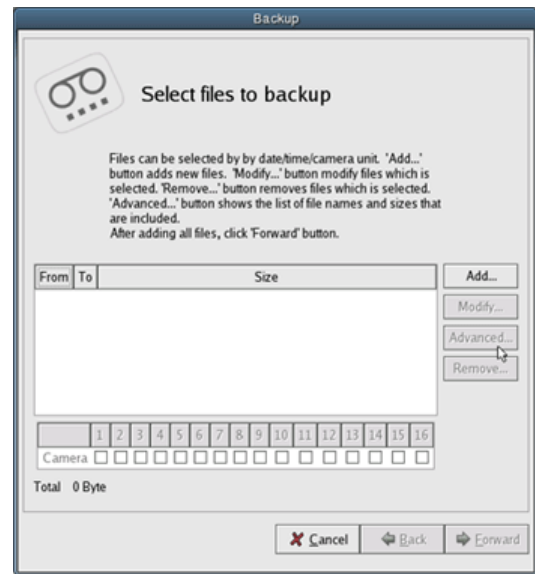 Backup
Select files to backup
Files can be selected by by date/time/camera unit. 'Add...'
button adds new files. 'Modify...' button modify files which is
selected. 'Remove...' button removes files which is selected.
'Advanced...' button shows the list of file names and sizes that
are included.
After adding all files, click 'Forward' button.
From To Size
Add...
Modify...
Advanced...
Remove...
1 2 3 4 5 6 7 8 9 10 11 12 13 14 15 16
Camera
Total 0 Byte
Cancel Back Forward